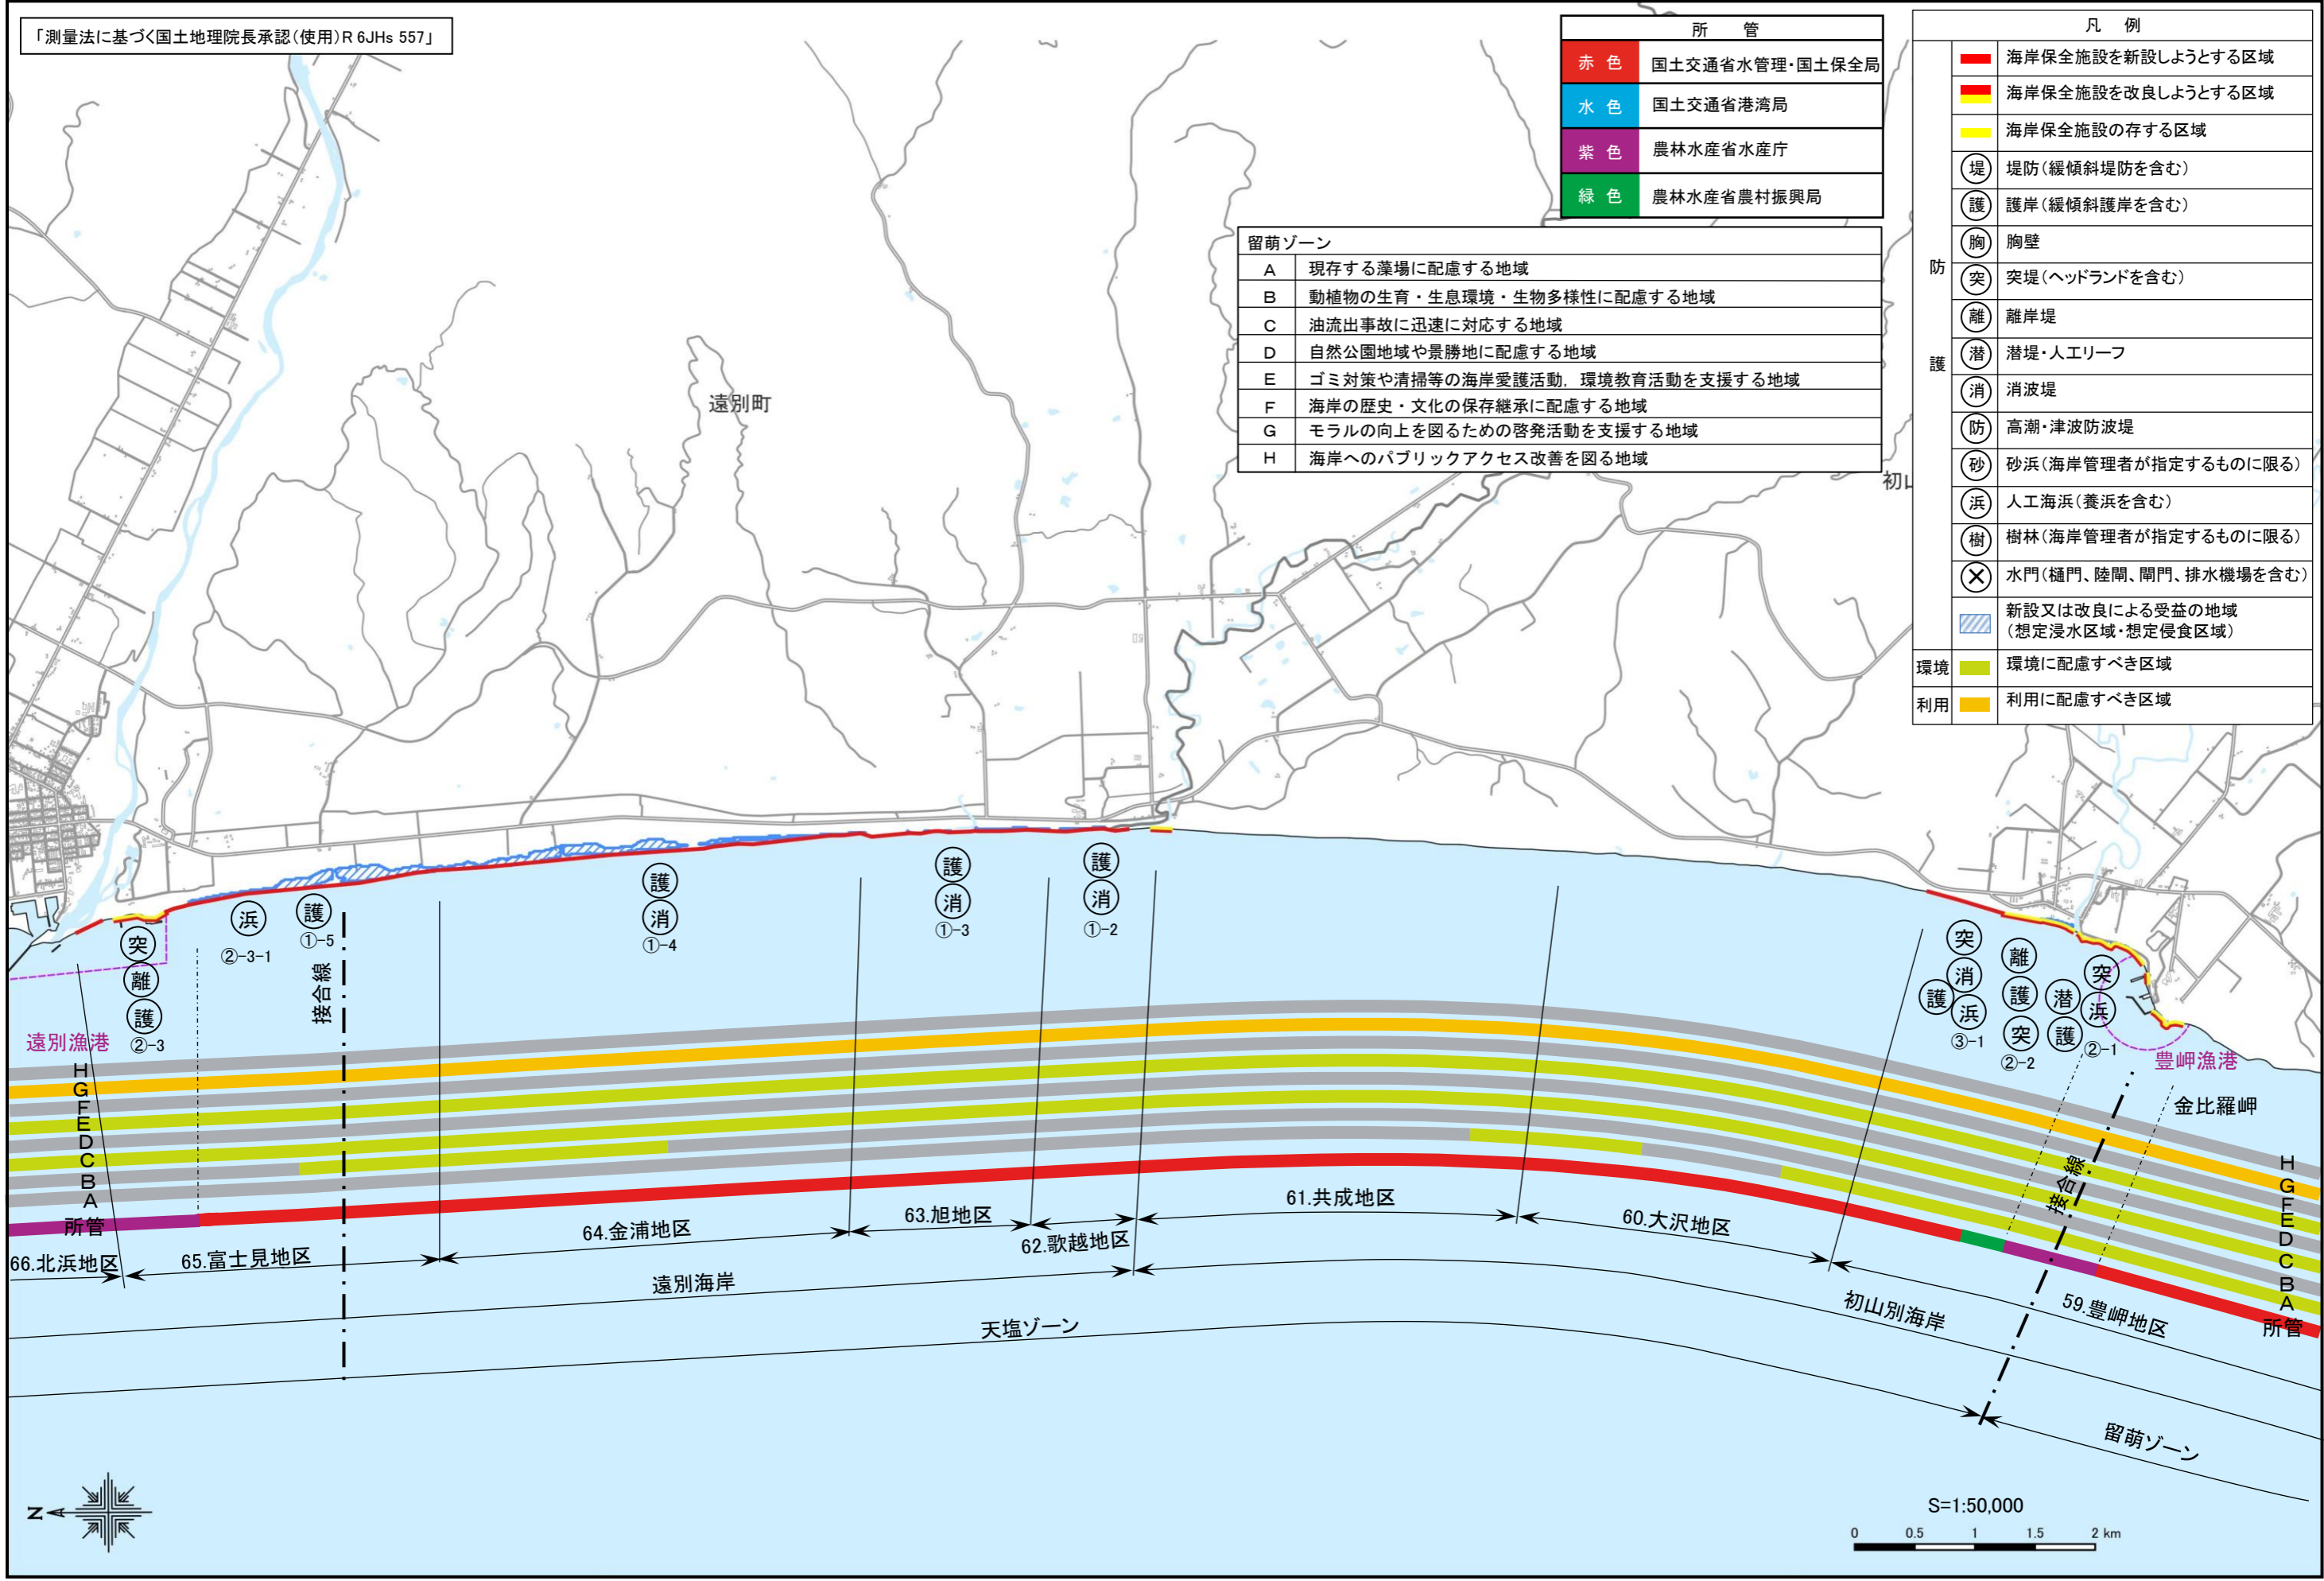 「測量法に基づく国土地理院長承認(使用)R 6JHs 557」
所 管
赤 色 国土交通省水管理・国土保全局
水 色 国土交通省港湾局
紫 色 農林水産省水産庁
緑 色 農林水産省農村振興局
留萌ゾーン
A 現存する藻場に配慮する地域
B 動植物の生育・生息環境・生物多様性に配慮する地域
C 油流出事故に迅速に対応する地域
D 自然公園地域や景勝地に配慮する地域
E ゴミ対策や清掃等の海岸愛護活動，環境教育活動を支援する地域
F 海岸の歴史・文化の保存継承に配慮する地域
G モラルの向上を図るための啓発活動を支援する地域
H 海岸へのパブリックアクセス改善を図る地域
凡 例
防護
海岸保全施設を新設しようとする区域
海岸保全施設を改良しようとする区域
海岸保全施設の存する区域
堤 堤防(緩傾斜堤防を含む)
護 護岸(緩傾斜護岸を含む)
胸 胸壁
突 突堤(ヘッドランドを含む)
離 離岸堤
潜 潜堤・人工リーフ
消 消波堤
防 高潮・津波防波堤
砂 砂浜(海岸管理者が指定するものに限る)
浜 人工海浜(養浜を含む)
樹 樹林(海岸管理者が指定するものに限る)
水門(樋門、陸閘、閘門、排水機場を含む)
新設又は改良による受益の地域
(想定浸水区域・想定侵食区域)
環境 環境に配慮すべき区域
利用 利用に配慮すべき区域
遠別町
初山
突
離
護
②-3
浜
②-3-1
護
①-5
接合線
護
消
①-4
護
消
①-3
護
消
①-2
突
消
護
浜
③-1
離
護
突
②-2
潜
護
突
浜
②-1
遠別漁港
豊岬漁港
金比羅岬
接合線
H
G
F
E
D
C
B
A
所管
H
G
F
E
D
C
B
A
所管
66.北浜地区
65.富士見地区
64.金浦地区
63.旭地区
62.歌越地区
61.共成地区
60.大沢地区
59.豊岬地区
遠別海岸
初山別海岸
天塩ゾーン
留萌ゾーン
N
S=1:50,000
0 0.5 1 1.5 2 km